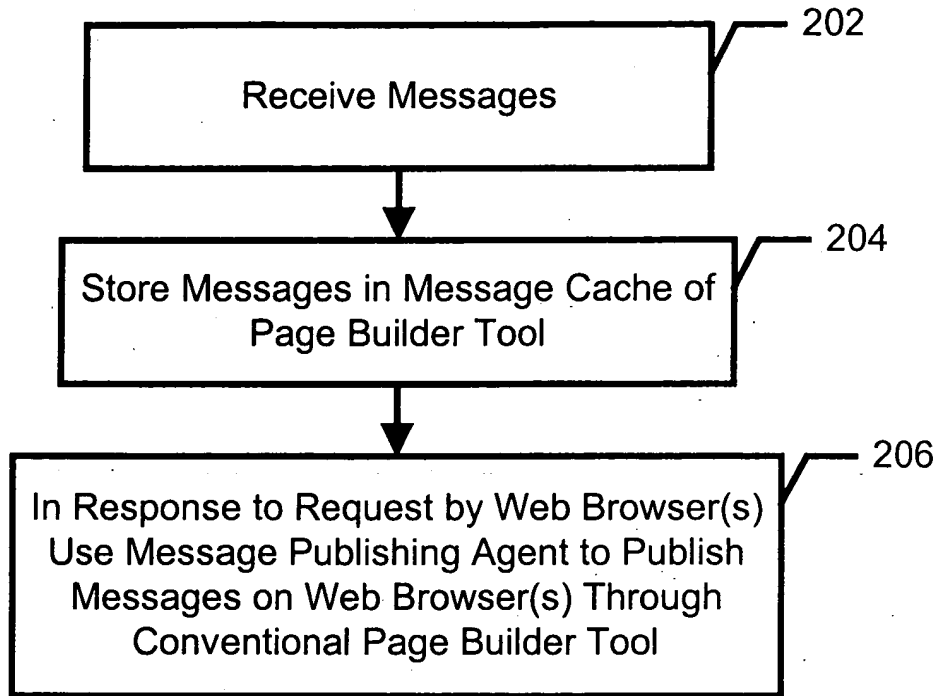 202
Receive Messages
204
Store Messages in Message Cache of
Page Builder Tool
206
In Response to Request by Web Browser(s)
Use Message Publishing Agent to Publish
Messages on Web Browser(s) Through
Conventional Page Builder Tool